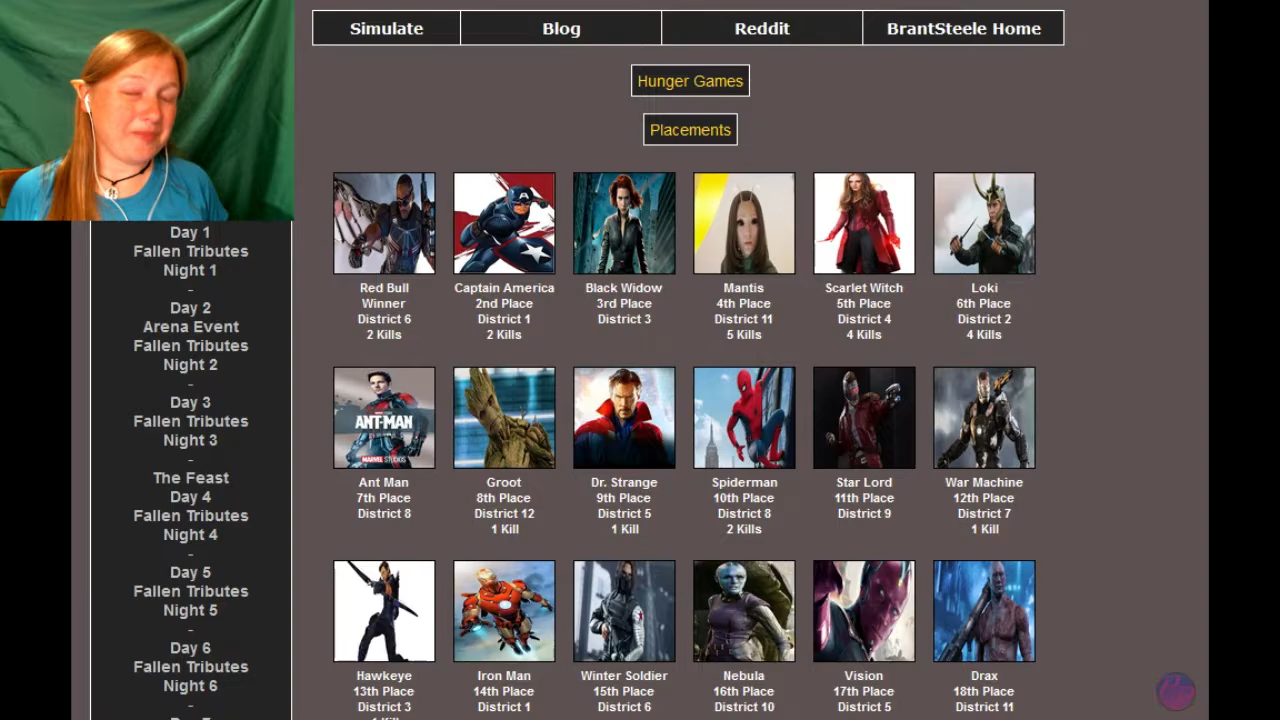 Simulate
Blog
Reddit
BrantSteele Home
Hunger Games
Placements
Day 1
Fallen Tributes
Night 1
-
Day 2
Arena Event
Fallen Tributes
Night 2
-
Day 3
Fallen Tributes
Night 3
-
The Feast
Day 4
Fallen Tributes
Night 4
-
Day 5
Fallen Tributes
Night 5
-
Day 6
Fallen Tributes
Night 6
-
Red Bull
Winner
District 6
2 Kills
Captain America
2nd Place
District 1
2 Kills
Black Widow
3rd Place
District 3
Mantis
4th Place
District 11
5 Kills
Scarlet Witch
5th Place
District 4
4 Kills
Loki
6th Place
District 2
4 Kills
ANT-MAN
MARVEL STUDIOS
Ant Man
7th Place
District 8
Groot
8th Place
District 12
1 Kill
Dr. Strange
9th Place
District 5
1 Kill
Spiderman
10th Place
District 8
2 Kills
Star Lord
11th Place
District 9
War Machine
12th Place
District 7
1 Kill
Hawkeye
13th Place
District 3
Iron Man
14th Place
District 1
Winter Soldier
15th Place
District 6
Nebula
16th Place
District 10
Vision
17th Place
District 5
Drax
18th Place
District 11